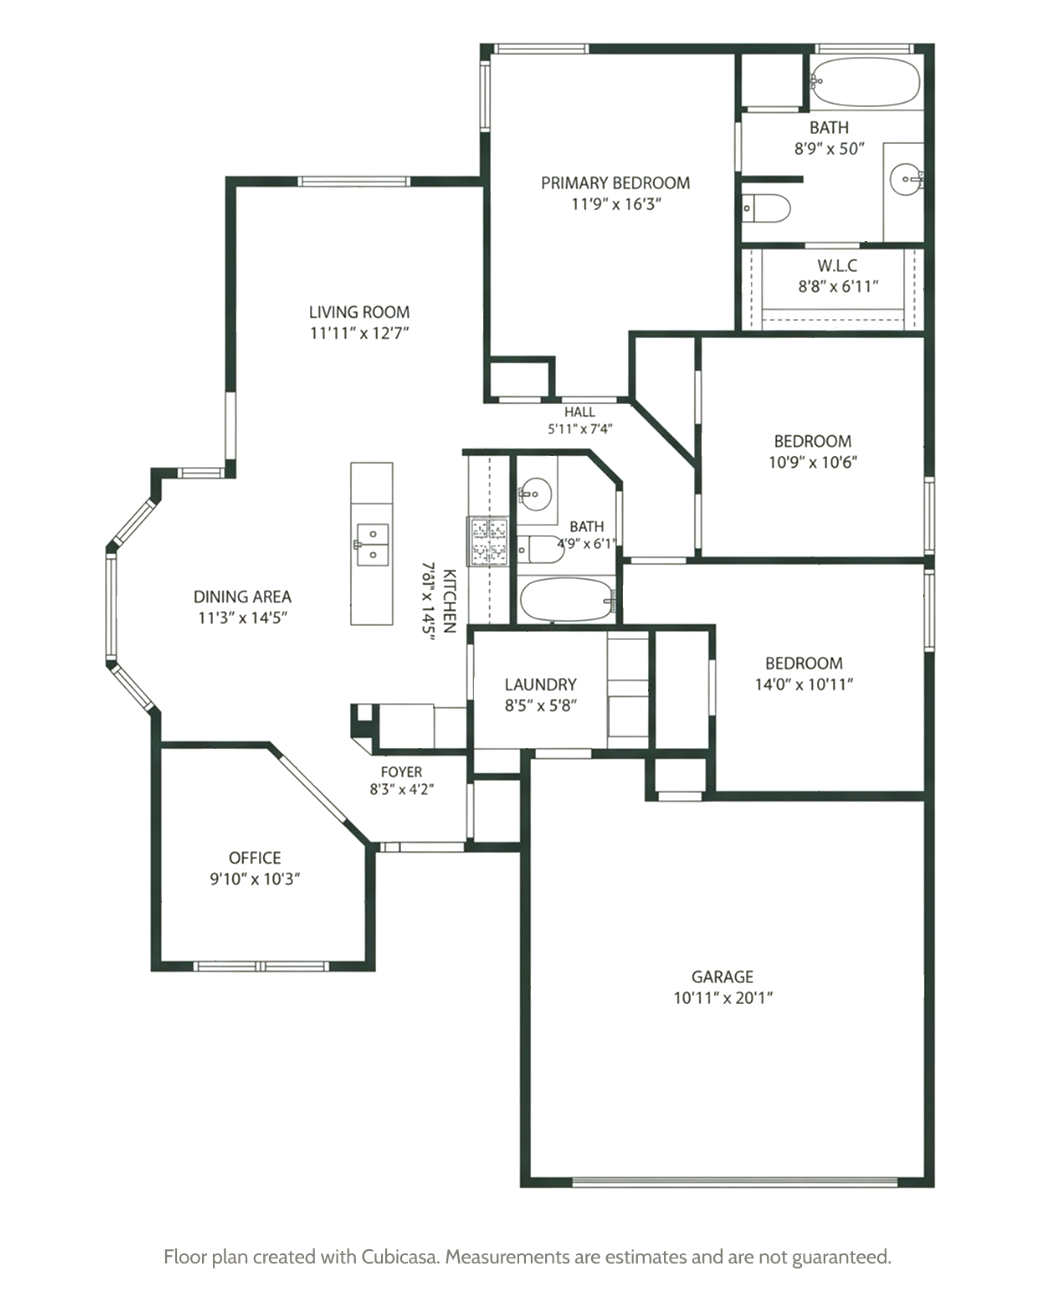 BATH
8'9" x 50"
PRIMARY BEDROOM
11'9" x 16'3"
W.L.C
8'8" x 6'11"
LIVING ROOM
11'11" x 12'7"
HALL
5'11" x 7'4"
BEDROOM
10'9" x 10'6"
BATH
4'9" x 6'1"
KITCHEN
x 14'5"
DINING AREA
11'3" x 14'5"
BEDROOM
14'0" x 10'11"
LAUNDRY
8'5" x 5'8"
FOYER
8'3" x 4'2"
OFFICE
9'10" x 10'3"
GARAGE
10'11" x 20'1"
Floor plan created with Cubicasa. Measurements are estimates and are not guaranteed.